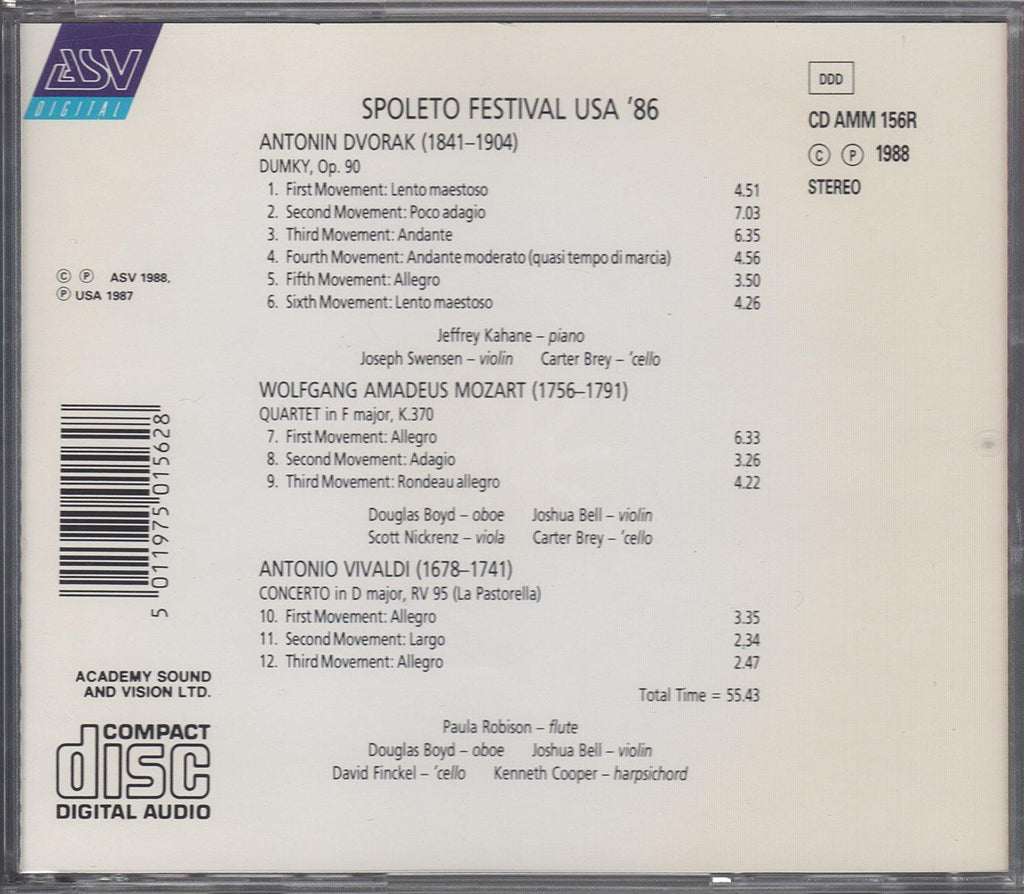 ASV
DIGITAL
SPOLETO FESTIVAL USA '86
ANTONIN DVORAK (1841–1904)
DUMKY, Op. 90
1. First Movement: Lento maestoso 4.51
2. Second Movement: Poco adagio 7.03
3. Third Movement: Andante 6.35
4. Fourth Movement: Andante moderato (quasi tempo di marcia) 4.56
5. Fifth Movement: Allegro 3.50
6. Sixth Movement: Lento maestoso 4.26
Jeffrey Kahane – piano
Joseph Swensen – violin Carter Brey – 'cello
WOLFGANG AMADEUS MOZART (1756–1791)
QUARTET in F major, K.370
7. First Movement: Allegro 6.33
8. Second Movement: Adagio 3.26
9. Third Movement: Rondeau allegro 4.22
Douglas Boyd – oboe Joshua Bell – violin
Scott Nickrenz – viola Carter Brey – 'cello
ANTONIO VIVALDI (1678–1741)
CONCERTO in D major, RV 95 (La Pastorella)
10. First Movement: Allegro 3.35
11. Second Movement: Largo 2.34
12. Third Movement: Allegro 2.47
Total Time = 55.43
Paula Robison – flute
Douglas Boyd – oboe Joshua Bell – violin
David Finckel – 'cello Kenneth Cooper – harpsichord
DDD
CD AMM 156R
Ⓒ Ⓟ 1988
STEREO
Ⓒ Ⓟ ASV 1988,
Ⓟ USA 1987
5 011975 015628
ACADEMY SOUND
AND VISION LTD.
COMPACT
disc
DIGITAL AUDIO